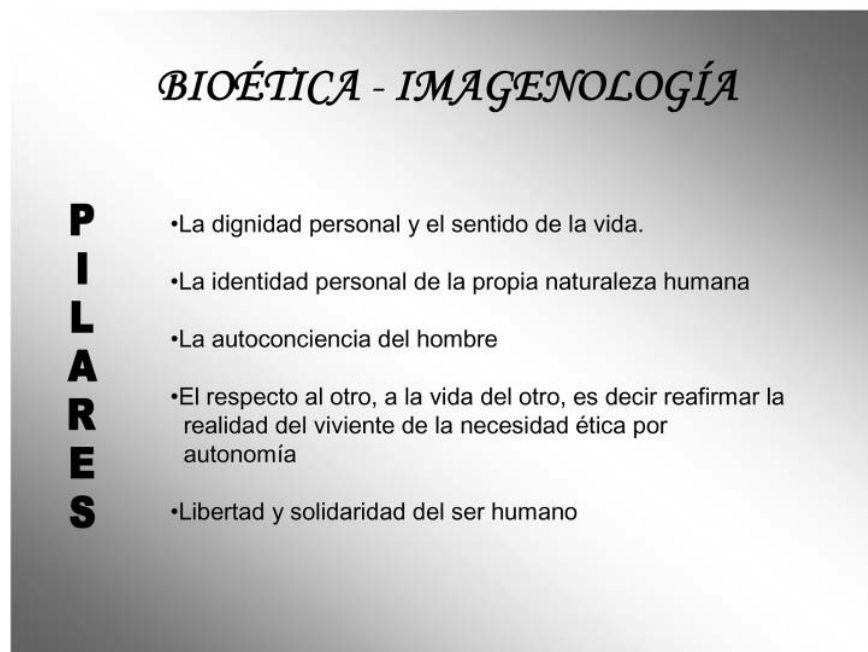 BIOÉTICA - IMAGENOLOGÍA
PILARES
•La dignidad personal y el sentido de la vida.
•La identidad personal de la propia naturaleza humana
•La autoconciencia del hombre
•El respecto al otro, a la vida del otro, es decir reafirmar la
realidad del viviente de la necesidad ética por
autonomía
•Libertad y solidaridad del ser humano